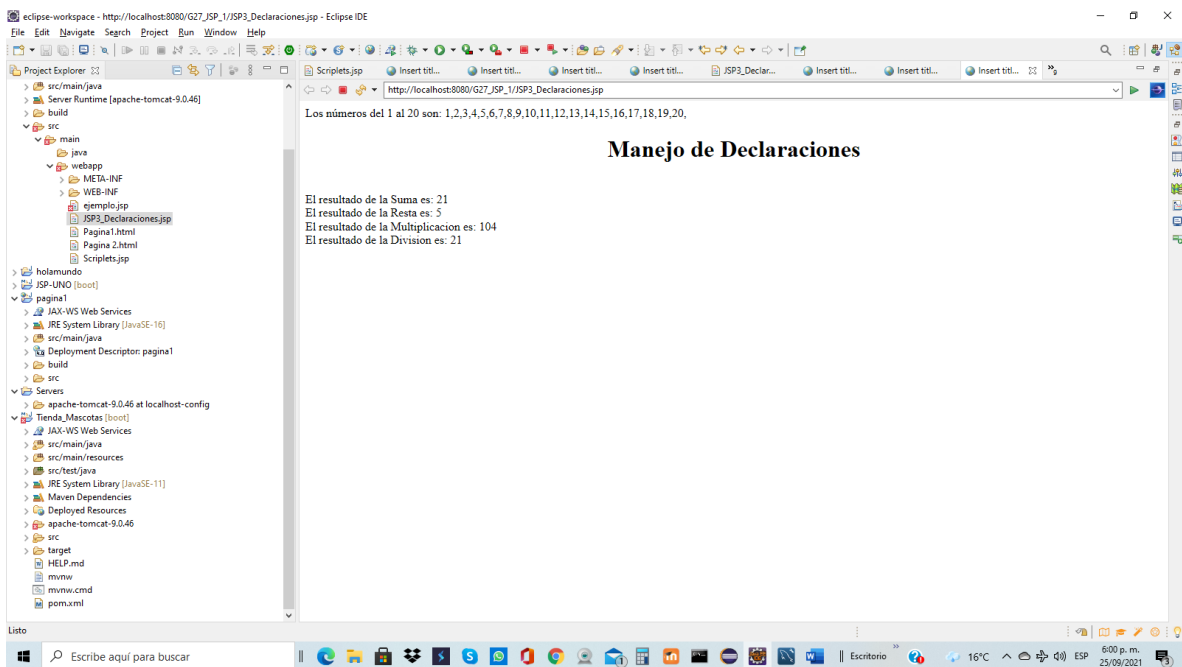 eclipse-workspace - http://localhost:8080/G27_JSP_1/JSP3_Declaraciones.jsp - Eclipse IDE
File Edit Navigate Search Project Run Window Help
Project Explorer
Scriplets.jsp
Insert titl...
Insert titl...
Insert titl...
Insert titl...
JSP3_Declar...
Insert titl...
Insert titl...
Insert titl...
9
http://localhost:8080/G27_JSP_1/JSP3_Declaraciones.jsp
src/main/java
Server Runtime [apache-tomcat-9.0.46]
build
src
main
java
webapp
META-INF
WEB-INF
ejemplo.jsp
JSP3_Declaraciones.jsp
Pagina1.html
Pagina 2.html
Scriplets.jsp
holamundo
JSP-UNO [boot]
pagina1
JAX-WS Web Services
JRE System Library [JavaSE-16]
src/main/java
Deployment Descriptor: pagina1
build
src
Servers
apache-tomcat-9.0.46 at localhost-config
Tienda_Mascotas [boot]
JAX-WS Web Services
src/main/java
src/main/resources
src/test/java
JRE System Library [JavaSE-11]
Maven Dependencies
Deployed Resources
apache-tomcat-9.0.46
src
target
HELP.md
mvnw
mvnw.cmd
pom.xml
Los números del 1 al 20 son: 1,2,3,4,5,6,7,8,9,10,11,12,13,14,15,16,17,18,19,20,
Manejo de Declaraciones
El resultado de la Suma es: 21
El resultado de la Resta es: 5
El resultado de la Multiplicacion es: 104
El resultado de la Division es: 21
Listo
Escribe aquí para buscar
Escritorio
16°C
ESP
6:00 p. m.
25/09/2021